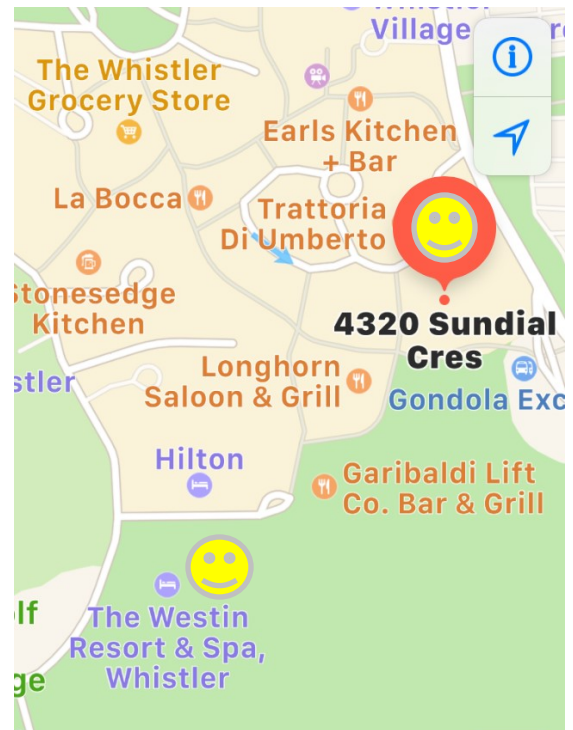 Village
The Whistler
Grocery Store
Earls Kitchen
+ Bar
La Bocca
Trattoria
Di Umberto
Stonesedge
Kitchen
4320 Sundial
Cres
Longhorn
Saloon & Grill
Gondola Exc
stler
Hilton
Garibaldi Lift
Co. Bar & Grill
The Westin
Resort & Spa,
Whistler
lf
ge